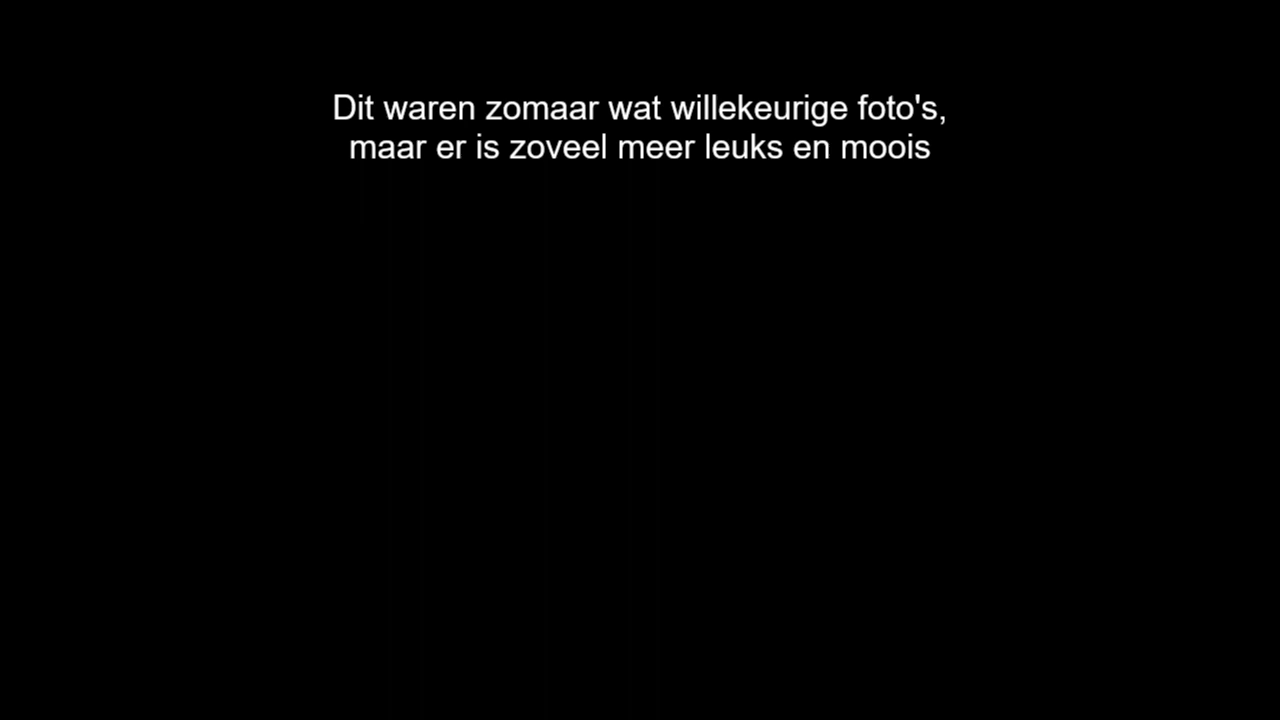 Dit waren zomaar wat willekeurige foto's,
maar er is zoveel meer leuks en moois